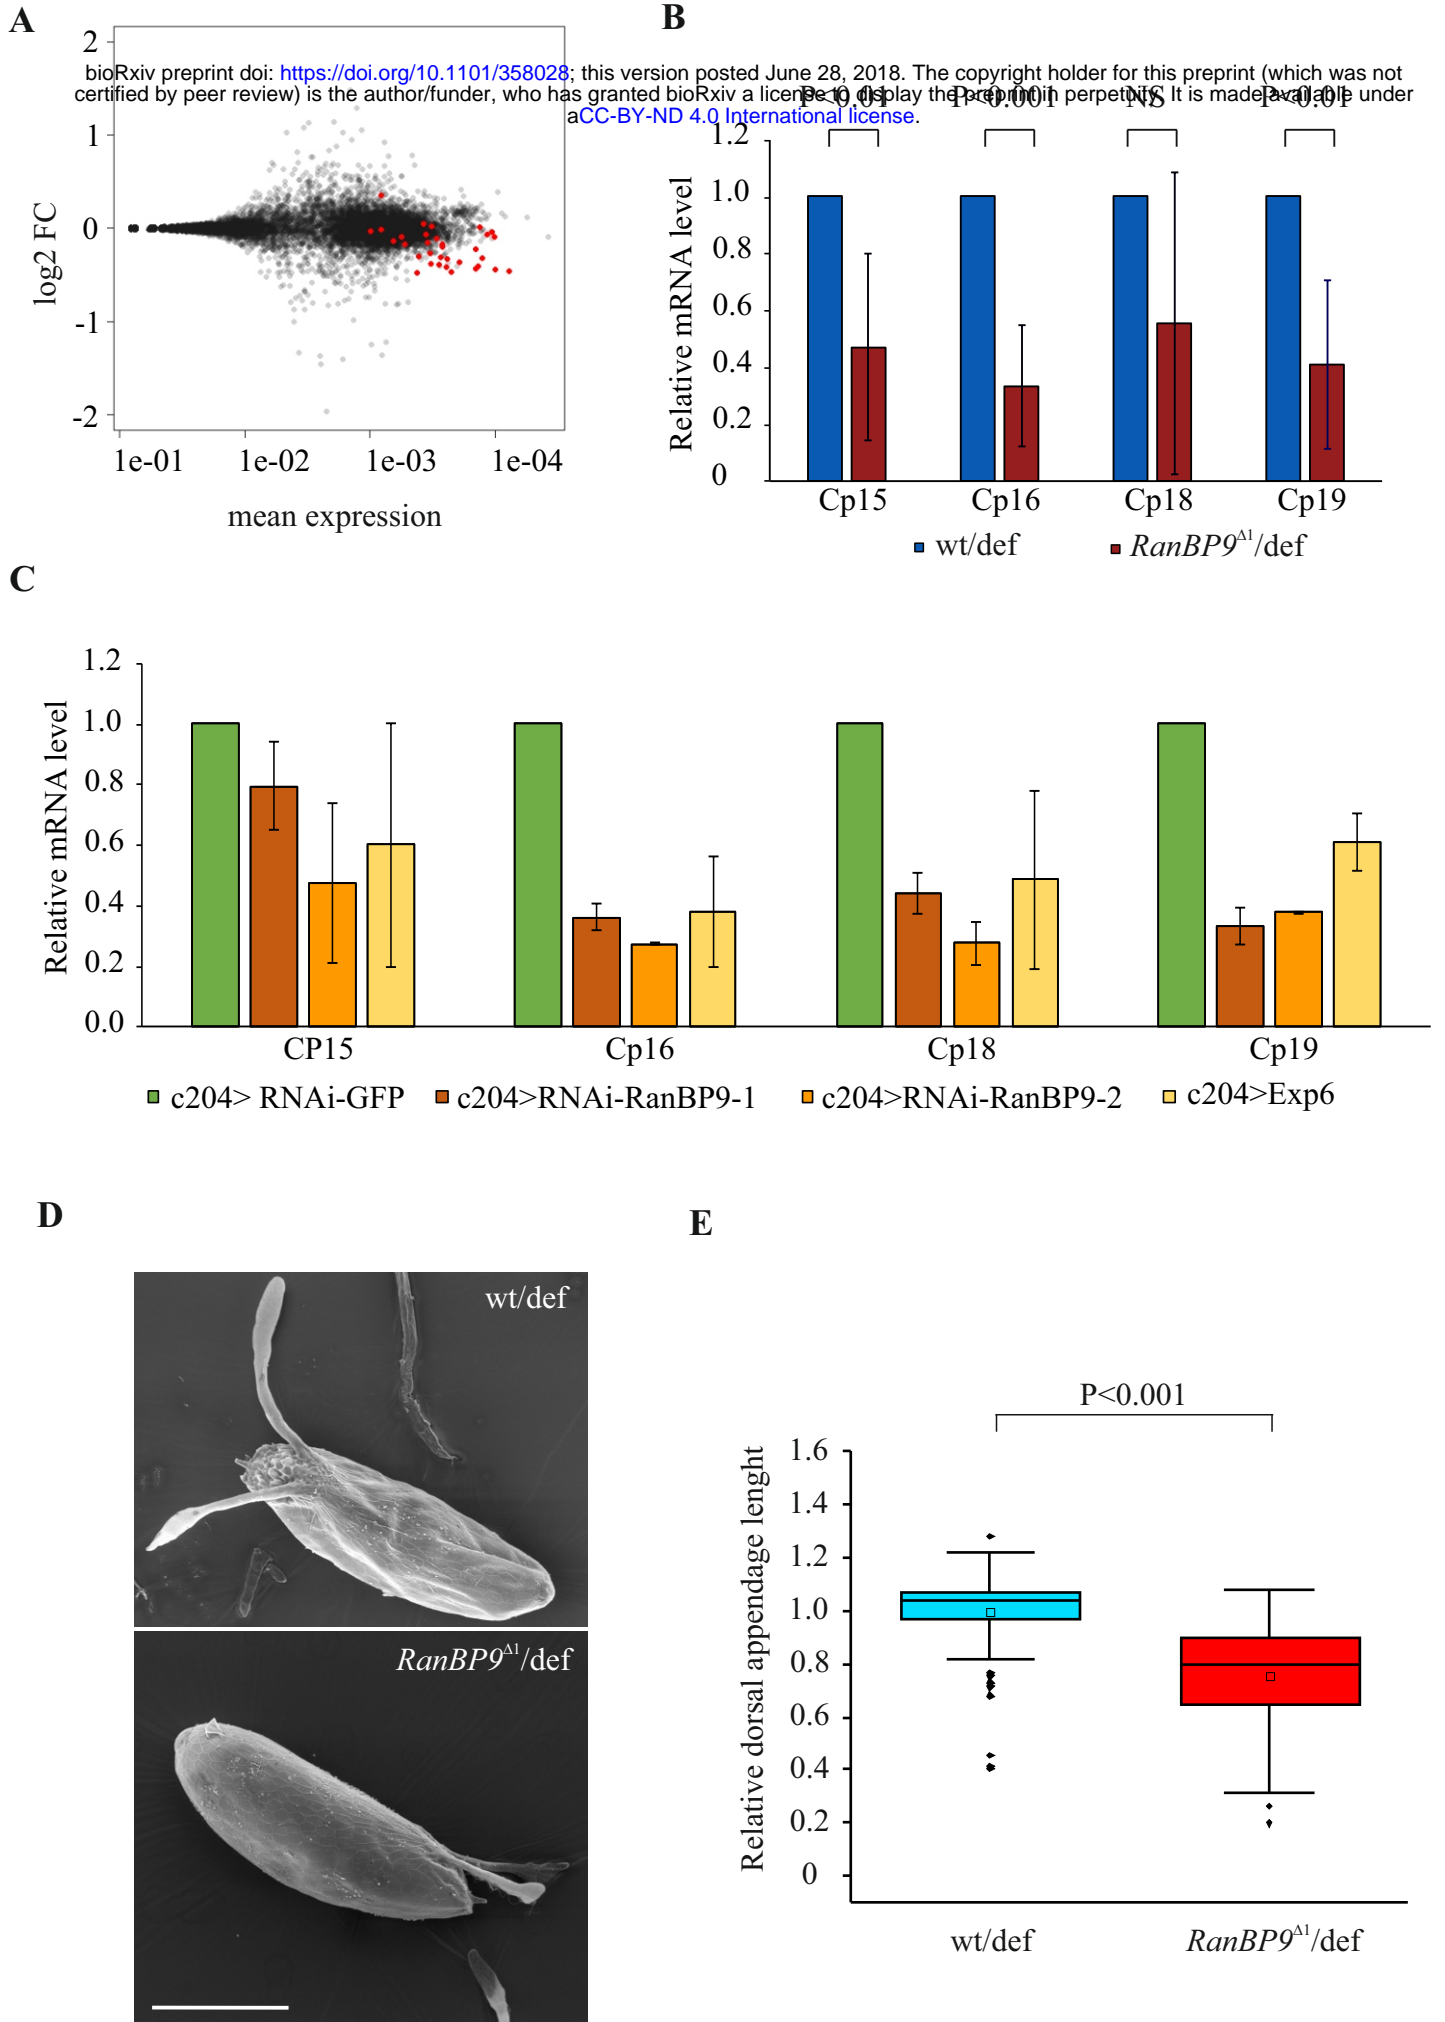 A
B
bioRxiv preprint doi: https://doi.org/10.1101/358028; this version posted June 28, 2018. The copyright holder for this preprint (which was not
certified by peer review) is the author/funder, who has granted bioRxiv a license to display the preprint in perpetuity. It is made available under
aCC-BY-ND 4.0 International license.
2
1
0
-1
-2
log2 FC
1e-01 1e-02 1e-03 1e-04
mean expression
P<0.01 P<0.001 NS P<0.01
1.2
1.0
0.8
0.6
0.4
0.2
0
Relative mRNA level
Cp15 Cp16 Cp18 Cp19
wt/def RanBP9Δ1/def
C
1.2
1.0
0.8
0.6
0.4
0.2
0.0
Relative mRNA level
CP15 Cp16 Cp18 Cp19
c204> RNAi-GFP c204>RNAi-RanBP9-1 c204>RNAi-RanBP9-2 c204>Exp6
D
wt/def
RanBP9Δ1/def
E
P<0.001
1.6
1.4
1.2
1.0
0.8
0.6
0.4
0.2
0
Relative dorsal appendage lenght
wt/def RanBP9Δ1/def